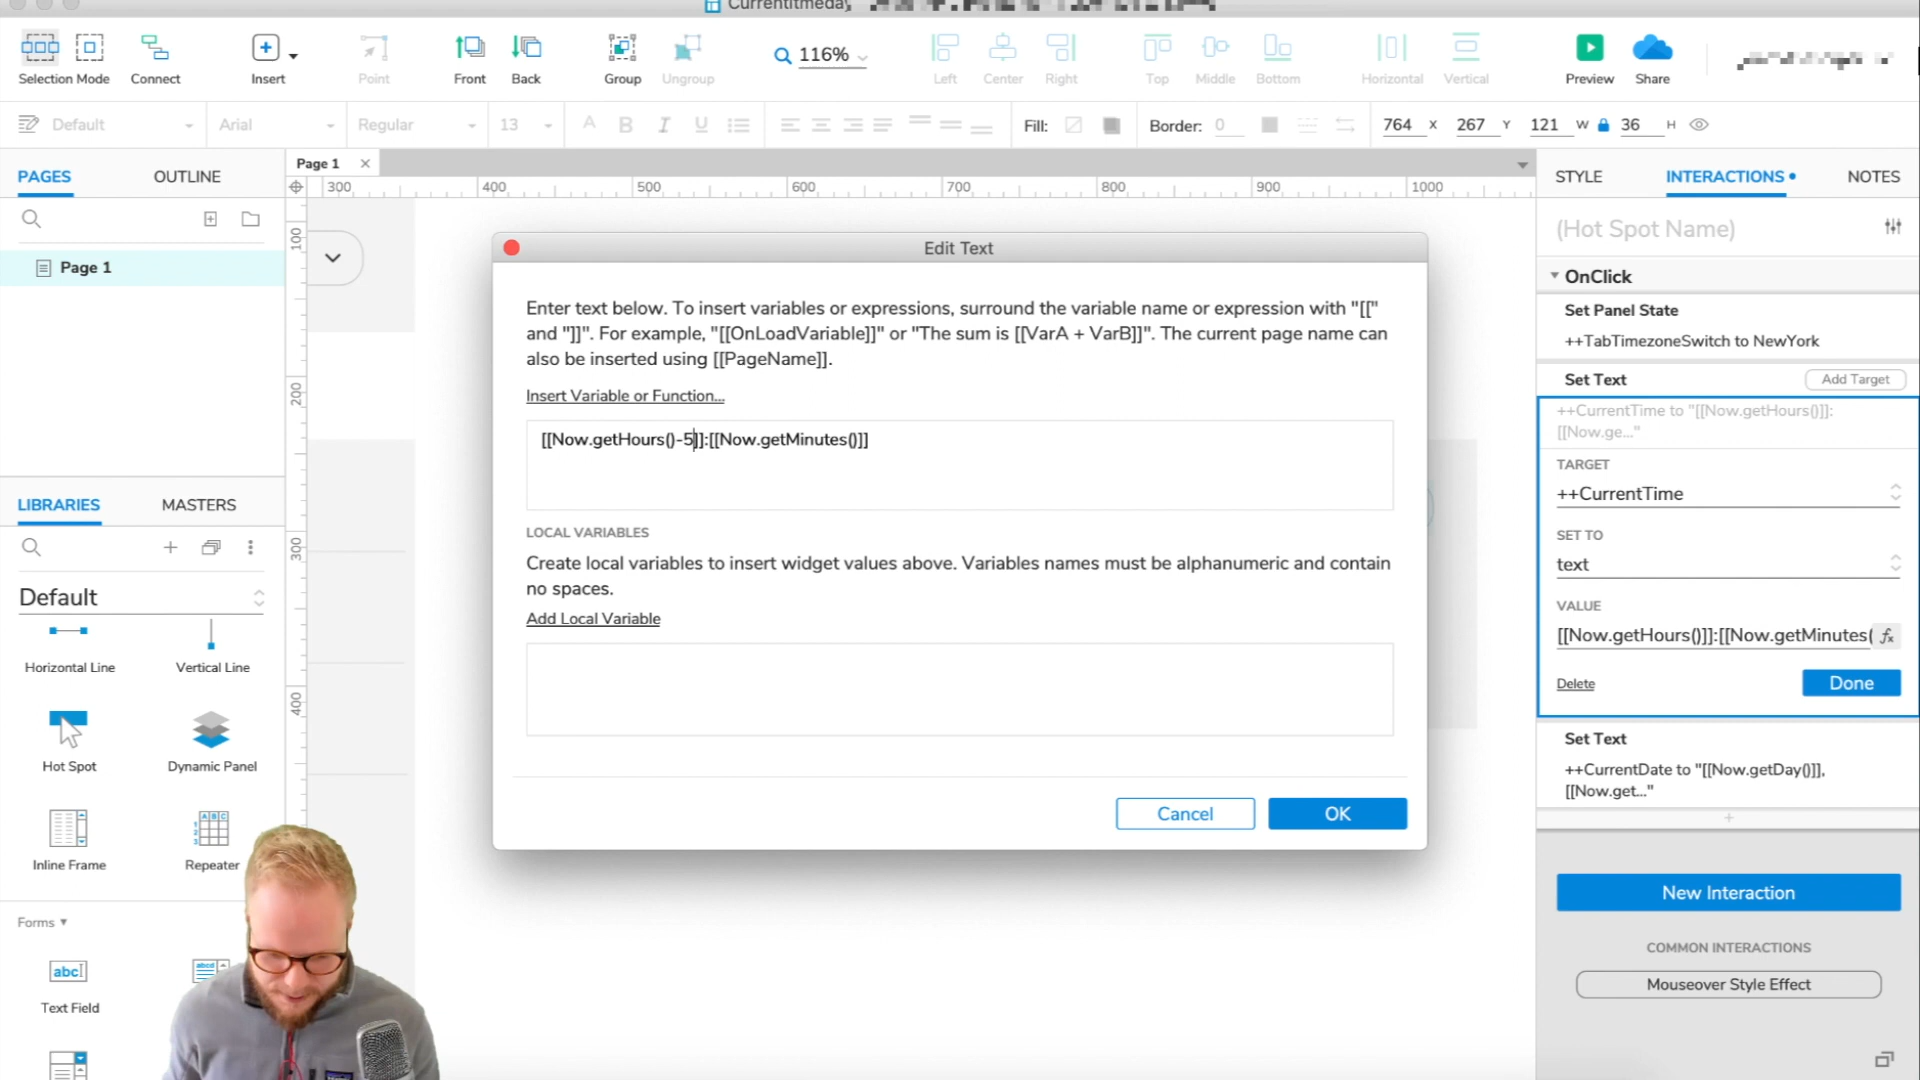 Currentitmeday
Selection Mode Connect Insert Point Front Back Group Ungroup 116% Left Center Right Top Middle Bottom Horizontal Vertical Preview Share
Default Arial Regular 13 A B I U Fill: Border: 0 764 X 267 Y 121 W 36 H
PAGES OUTLINE
Page 1
Page 1
300 400 500 600 700 800 900 1000
100
200
300
400
LIBRARIES MASTERS
Default
Horizontal Line Vertical Line
Hot Spot Dynamic Panel
Inline Frame Repeater
Forms
abc
Text Field
Edit Text
Enter text below. To insert variables or expressions, surround the variable name or expression with "[["
and "]]". For example, "[[OnLoadVariable]]" or "The sum is [[VarA + VarB]]". The current page name can
also be inserted using [[PageName]].
Insert Variable or Function...
[[Now.getHours()-5]]:[[Now.getMinutes()]]
LOCAL VARIABLES
Create local variables to insert widget values above. Variables names must be alphanumeric and contain
no spaces.
Add Local Variable
Cancel OK
STYLE INTERACTIONS NOTES
(Hot Spot Name)
OnClick
Set Panel State
++TabTimezoneSwitch to NewYork
Set Text Add Target
++CurrentTime to "[[Now.getHours()]]:
[[Now.ge..."
TARGET
++CurrentTime
SET TO
text
VALUE
[[Now.getHours()]]:[[Now.getMinutes( fx
Delete Done
Set Text
++CurrentDate to "[[Now.getDay()]],
[[Now.get..."
New Interaction
COMMON INTERACTIONS
Mouseover Style Effect